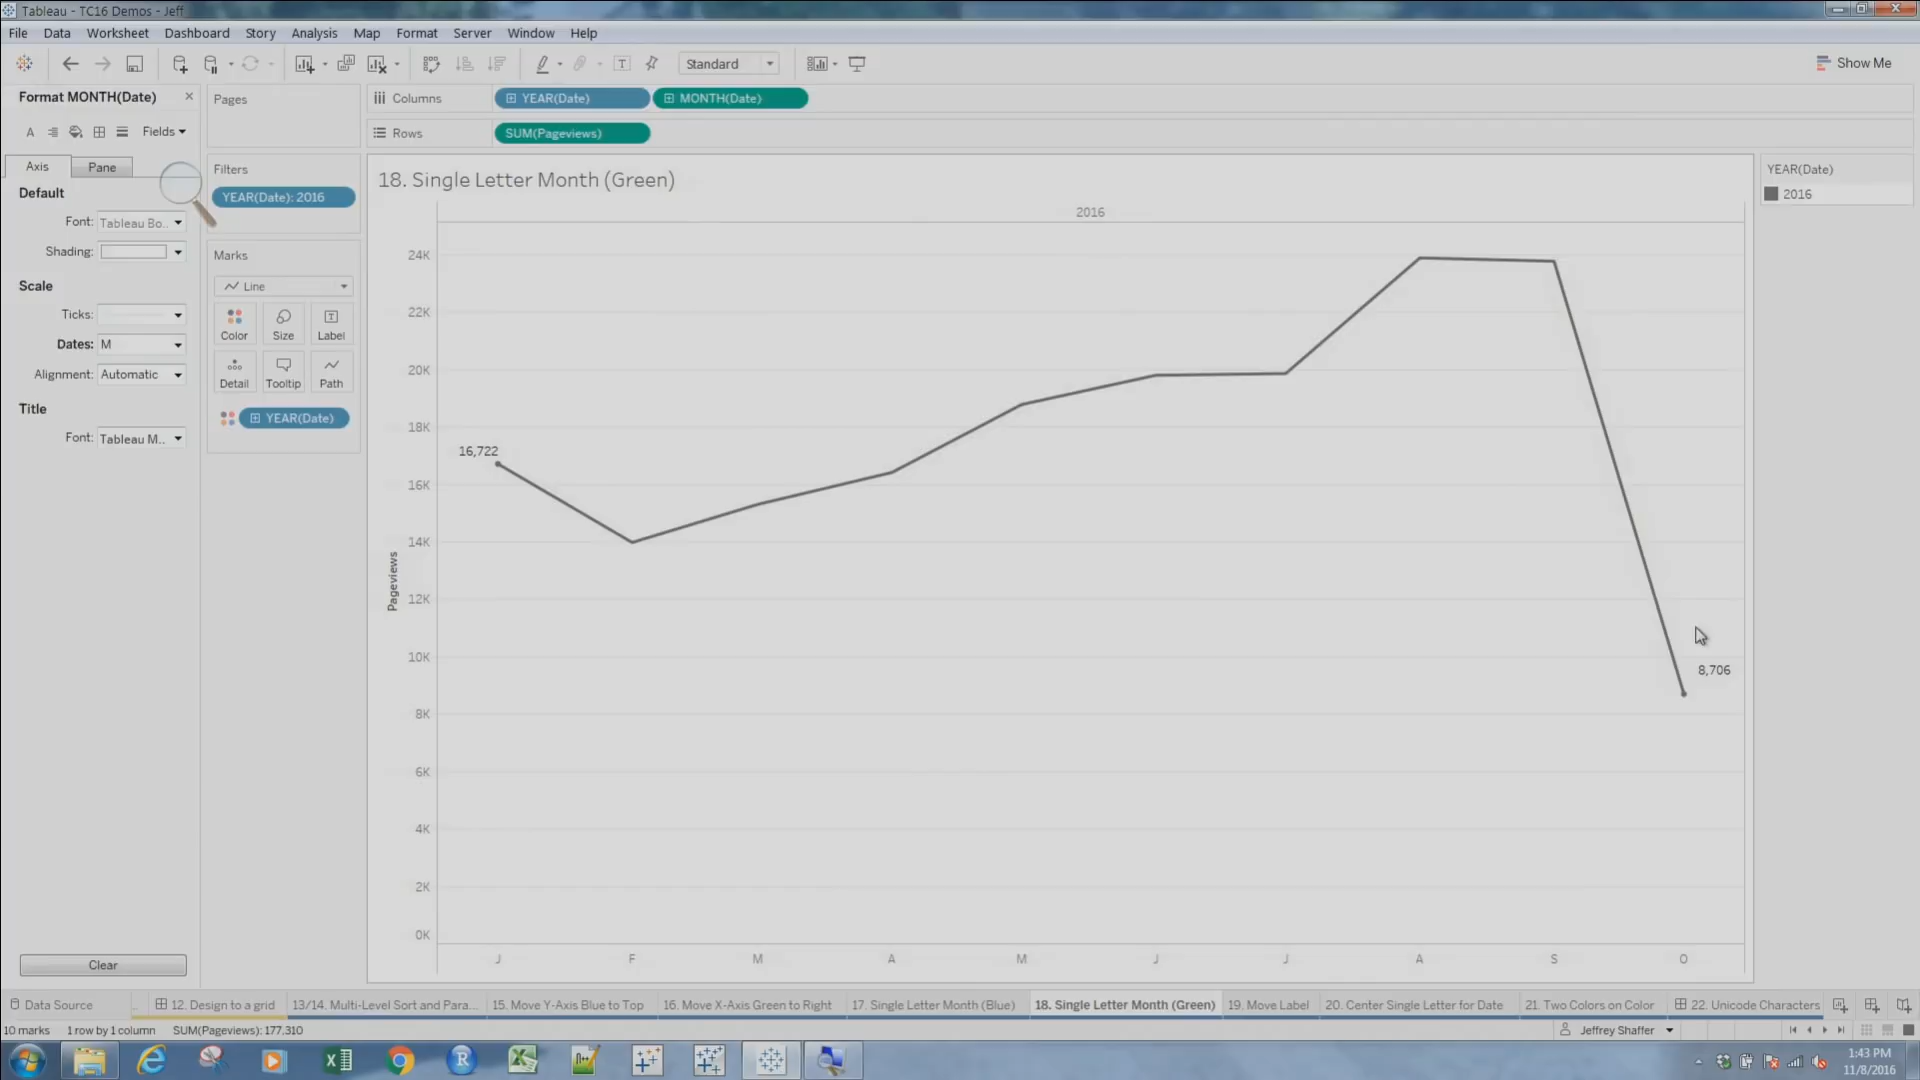 Tableau - TC16 Demos - Jeff
File Data Worksheet Dashboard Story Analysis Map Format Server Window Help
Standard
Show Me
Format MONTH(Date)
Fields
Axis Pane
Default
Font: Tableau Bo..
Shading:
Scale
Ticks:
Dates: M
Alignment: Automatic
Title
Font: Tableau M..
Clear
Pages
Filters
YEAR(Date): 2016
Marks
Line
Color Size Label
Detail Tooltip Path
YEAR(Date)
Columns YEAR(Date) MONTH(Date)
Rows SUM(Pageviews)
18. Single Letter Month (Green)
2016
24K
22K
20K
18K
16K
14K
12K
10K
8K
6K
4K
2K
0K
Pageviews
16,722
8,706
J F M A M J J A S O
YEAR(Date)
2016
Data Source .. 12. Design to a grid 13/14. Multi-Level Sort and Para... 15. Move Y-Axis Blue to Top 16. Move X-Axis Green to Right 17. Single Letter Month (Blue) 18. Single Letter Month (Green) 19. Move Label 20. Center Single Letter for Date 21. Two Colors on Color 22. Unicode Characters
10 marks 1 row by 1 column SUM(Pageviews): 177,310 Jeffrey Shaffer
1:43 PM
11/8/2016